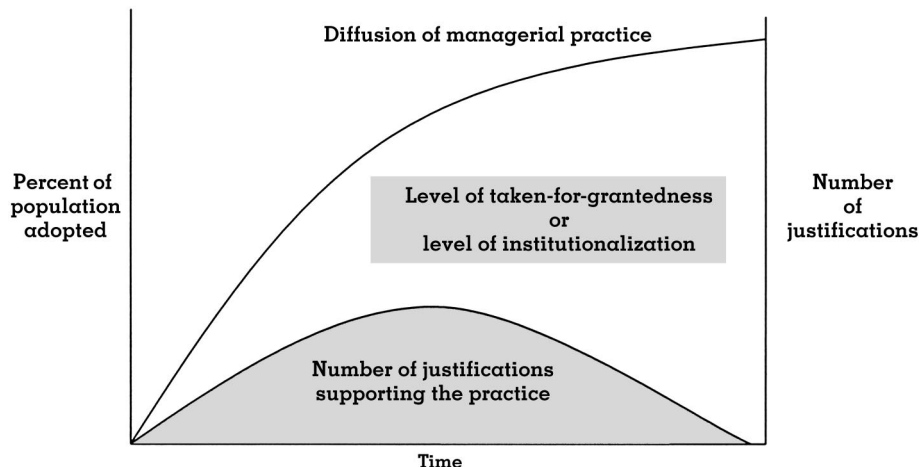 Diffusion of managerial practice
Percent of
population
adopted
Level of taken-for-grantedness
or
level of institutionalization
Number
of
justifications
Number of justifications
supporting the practice
Time